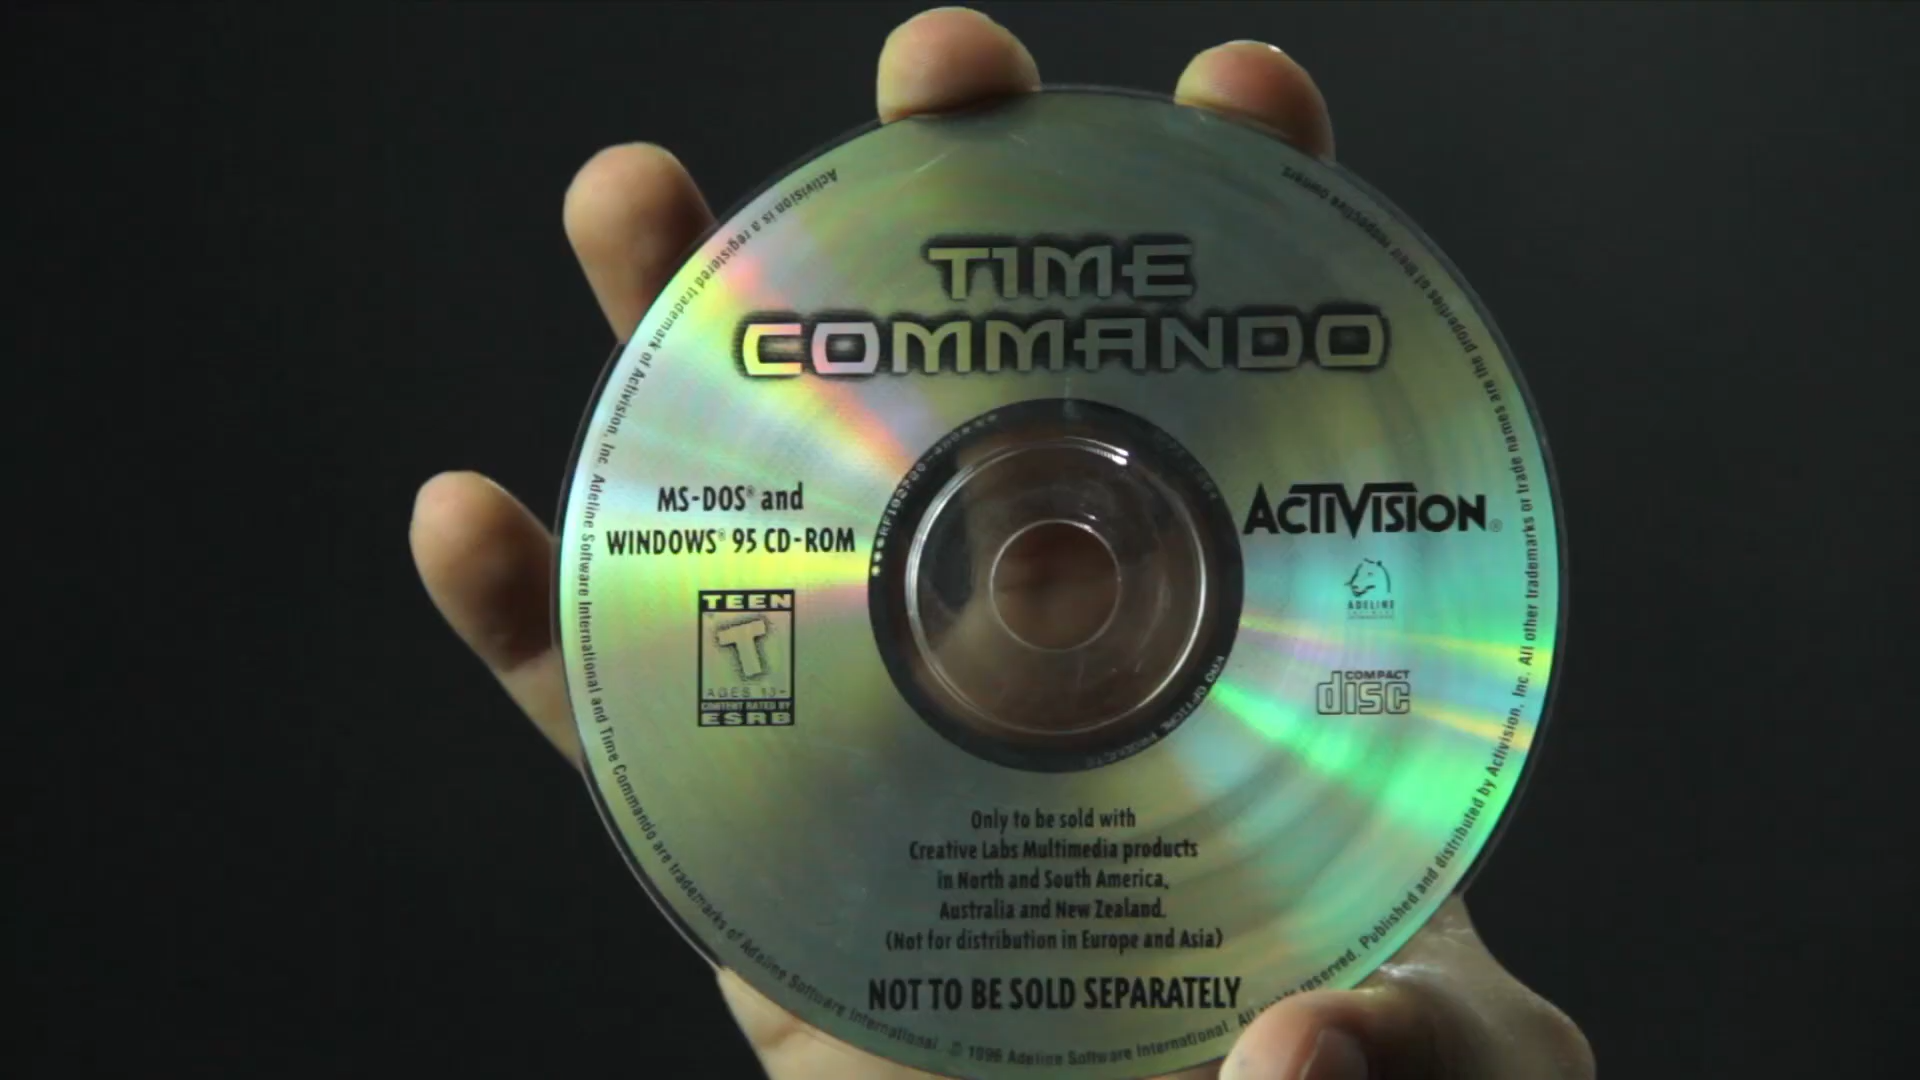 TIME
COMMANDO
MS-DOS® and
WINDOWS® 95 CD-ROM
TEEN
T
AGES 13+
CONTENT RATED BY
ESRB
ACTIVISION®
ADELINE
COMPACT
disc
Only to be sold with
Creative Labs Multimedia products
in North and South America,
Australia and New Zealand.
(Not for distribution in Europe and Asia)
NOT TO BE SOLD SEPARATELY
Activision is a registered trademark of Activision, Inc. Adeline Software International and Time Commando are trademarks of Adeline Software International. © 1996 Adeline Software International. All rights reserved. Published and distributed by Activision, Inc. All other trademarks or trade names are the properties of their respective owners